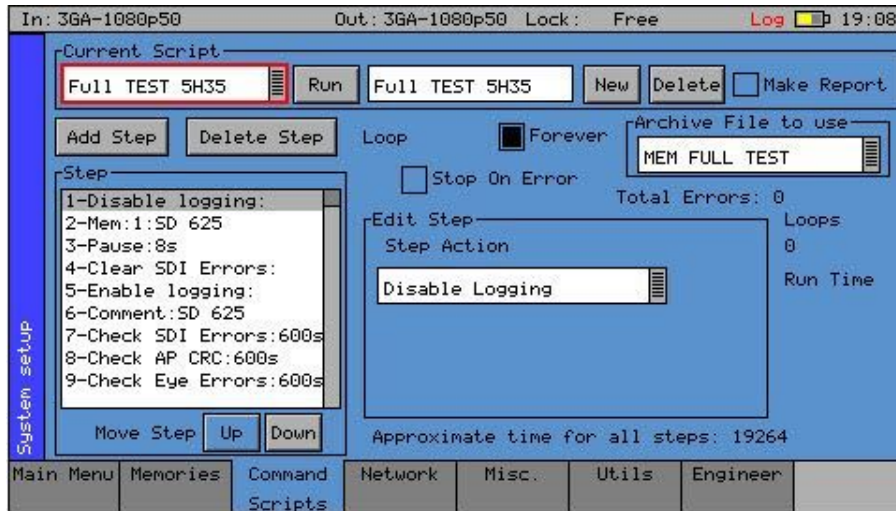 In:3GA-1080p50 Out:3GA-1080p50 Lock: Free Log 19:08
Current Script
Full TEST 5H35 Run Full TEST 5H35 New Delete Make Report
Add Step Delete Step Loop Forever Archive File to use
MEM FULL TEST
Stop On Error
Step
Total Errors: 0
1-Disable logging:
2-Mem:1:SD 625
3-Pause:8s
4-Clear SDI Errors:
5-Enable logging:
6-Comment:SD 625
7-Check SDI Errors:600s
8-Check AP CRC:600s
9-Check Eye Errors:600s
Move Step Up Down
Edit Step
Step Action
Disable Logging
Loops
0
Run Time
Approximate time for all steps: 19264
System setup
Main Menu Memories Command Scripts Network Misc. Utils Engineer